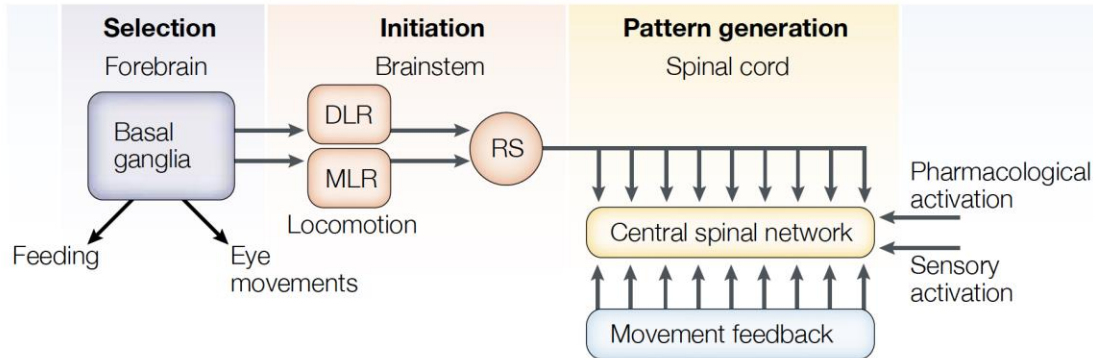 Selection
Forebrain
Initiation
Brainstem
Pattern generation
Spinal cord
Basal
ganglia
DLR
MLR
RS
Locomotion
Feeding
Eye
movements
Central spinal network
Pharmacological
activation
Sensory
activation
Movement feedback